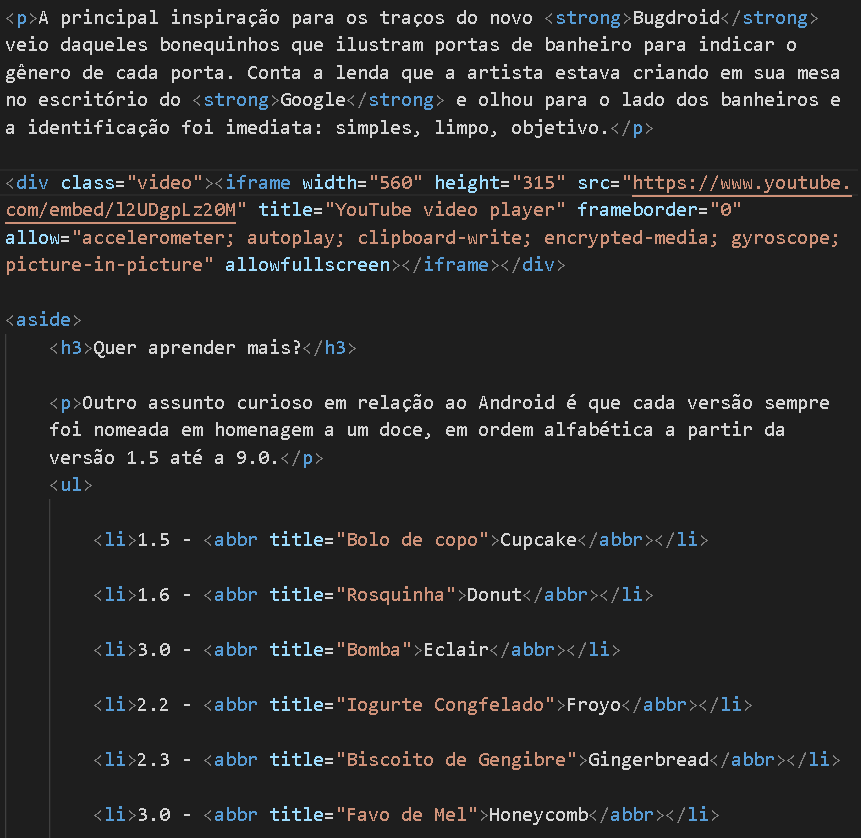 <p>A principal inspiração para os traços do novo <strong>Bugdroid</strong>
veio daqueles bonequinhos que ilustram portas de banheiro para indicar o
gênero de cada porta. Conta a lenda que a artista estava criando em sua mesa
no escritório do <strong>Google</strong> e olhou para o lado dos banheiros e
a identificação foi imediata: simples, limpo, objetivo.</p>
<div class="video"><iframe width="560" height="315" src="https://www.youtube.
com/embed/l2UDgpLz20M" title="YouTube video player" frameborder="0"
allow="accelerometer; autoplay; clipboard-write; encrypted-media; gyroscope;
picture-in-picture" allowfullscreen></iframe></div>
<aside>
<h3>Quer aprender mais?</h3>
<p>Outro assunto curioso em relação ao Android é que cada versão sempre
foi nomeada em homenagem a um doce, em ordem alfabética a partir da
versão 1.5 até a 9.0.</p>
<ul>
<li>1.5 - <abbr title="Bolo de copo">Cupcake</abbr></li>
<li>1.6 - <abbr title="Rosquinha">Donut</abbr></li>
<li>3.0 - <abbr title="Bomba">Eclair</abbr></li>
<li>2.2 - <abbr title="Iogurte Congfelado">Froyo</abbr></li>
<li>2.3 - <abbr title="Biscoito de Gengibre">Gingerbread</abbr></li>
<li>3.0 - <abbr title="Favo de Mel">Honeycomb</abbr></li>